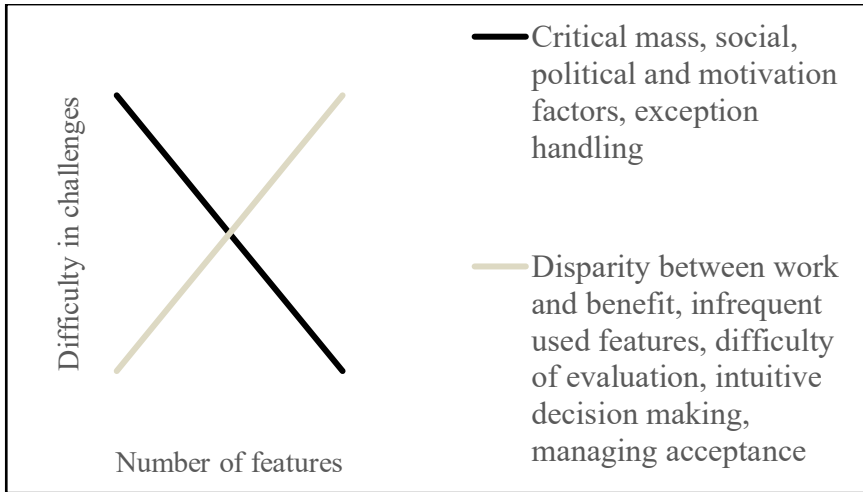 Difficulty in challenges
Number of features
Critical mass, social,
political and motivation
factors, exception
handling
Disparity between work
and benefit, infrequent
used features, difficulty
of evaluation, intuitive
decision making,
managing acceptance